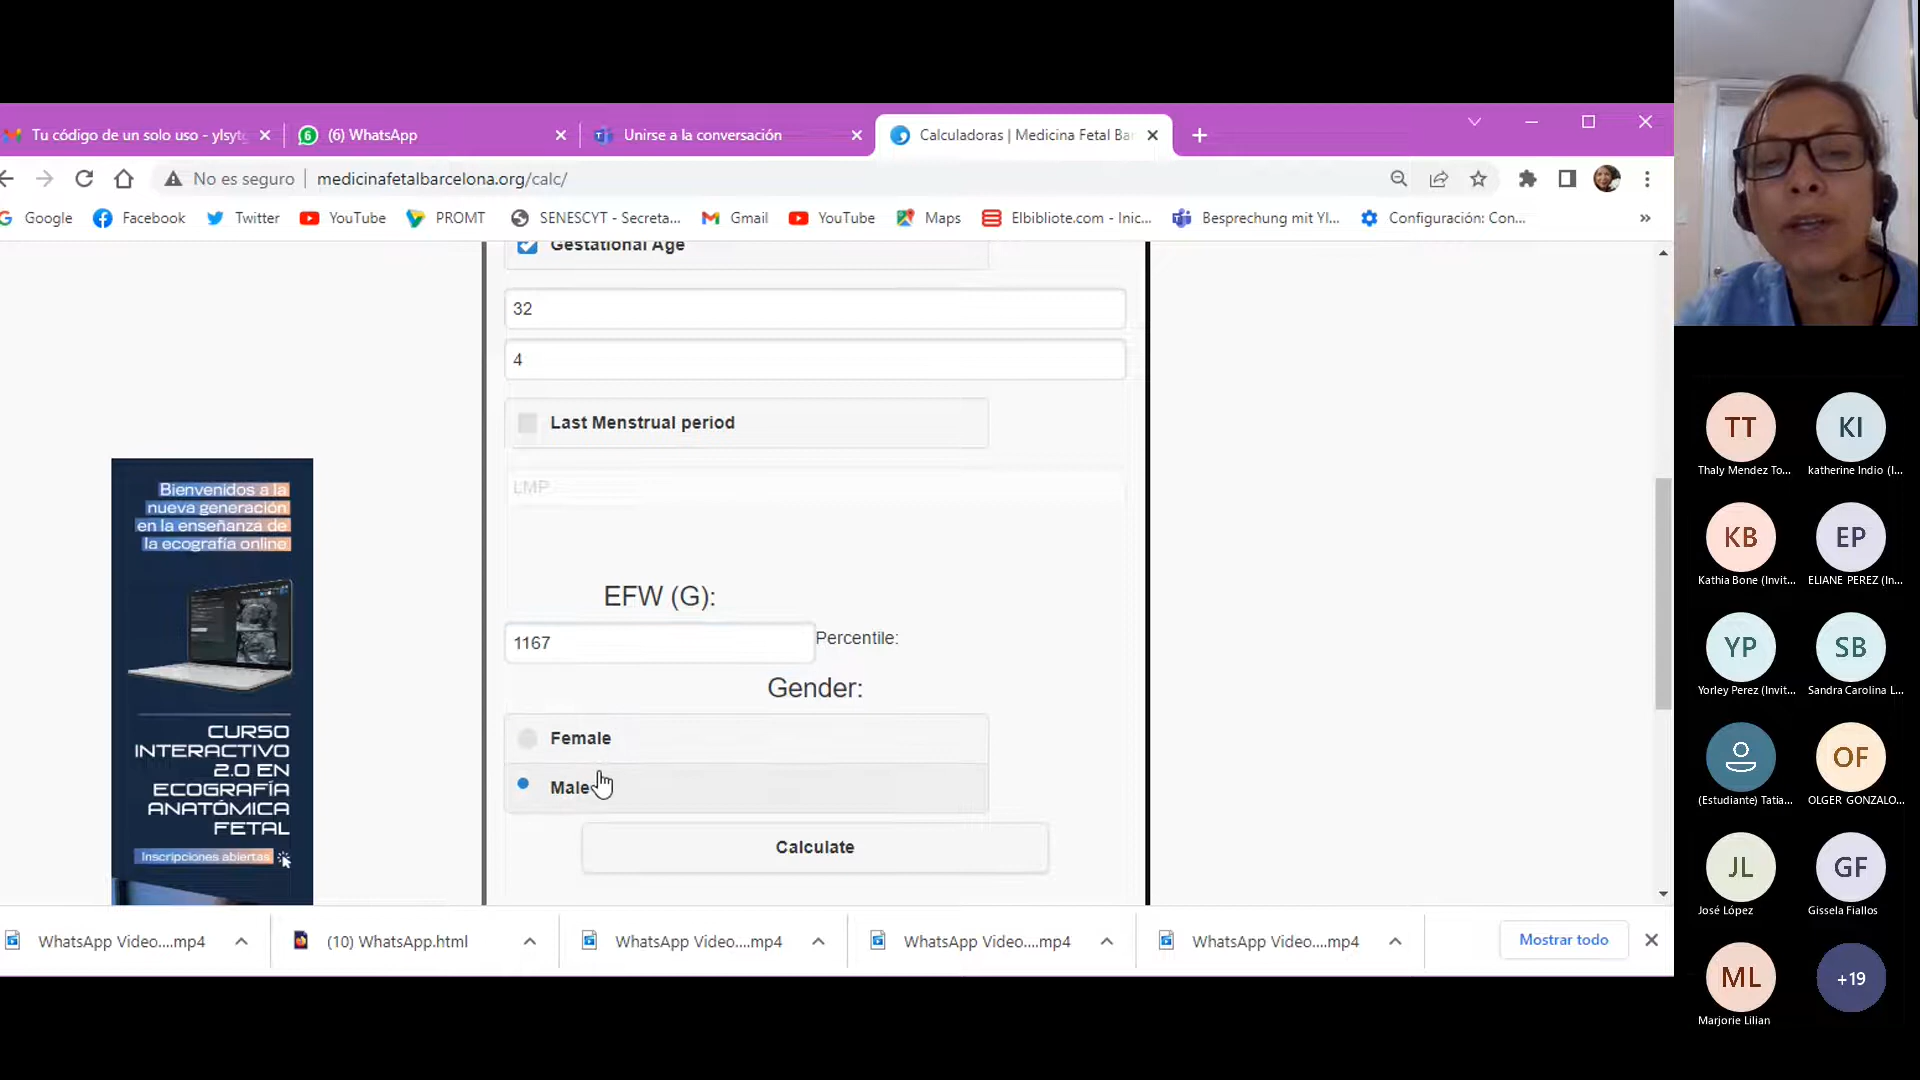 Tu código de un solo uso - ylsyt
(6) WhatsApp
Unirse a la conversación
Calculadoras | Medicina Fetal Bar
No es seguro
medicinafetalbarcelona.org/calc/
Google
Facebook
Twitter
YouTube
PROMT
SENESCYT - Secreta...
Gmail
YouTube
Maps
Elbibliote.com - Inic...
Besprechung mit Yl...
Configuración: Con...
»
Gestational Age
32
4
Last Menstrual period
LMP
EFW (G):
1167
Percentile:
Gender:
Female
Male
Calculate
Bienvenidos a la
nueva generación
en la enseñanza de
la ecografía online
CURSO
INTERACTIVO
2.0 EN
ECOGRAFÍA
ANATÓMICA
FETAL
Inscripciones abiertas
WhatsApp Video....mp4
(10) WhatsApp.html
WhatsApp Video....mp4
WhatsApp Video....mp4
WhatsApp Video....mp4
Mostrar todo
TT
Thaly Mendez To...
KI
katherine Indio (I...
KB
Kathia Bone (Invit...
EP
ELIANE PEREZ (In...
YP
Yorley Perez (Invit...
SB
Sandra Carolina L...
(Estudiante) Tatia...
OF
OLGER GONZALO...
JL
José López
GF
Gissela Fiallos
ML
Marjorie Lilian
+19